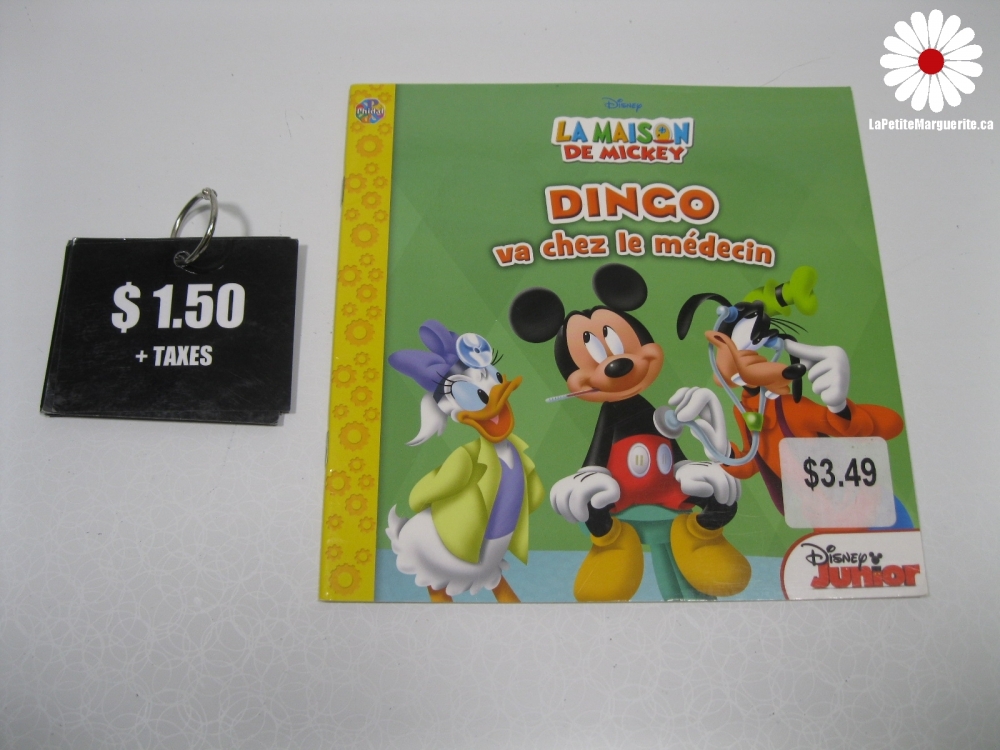 LaPetiteMarguerite.ca
$ 1.50
+ TAXES
Phidal
Disney
LA MAISON
DE MICKEY
DINGO
va chez le médecin
$3.49
Disney
Junior